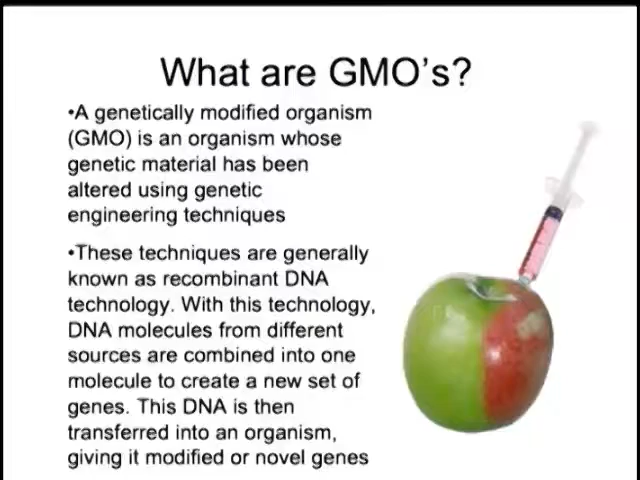 What are GMO's?
•A genetically modified organism
(GMO) is an organism whose
genetic material has been
altered using genetic
engineering techniques
•These techniques are generally
known as recombinant DNA
technology. With this technology,
DNA molecules from different
sources are combined into one
molecule to create a new set of
genes. This DNA is then
transferred into an organism,
giving it modified or novel genes